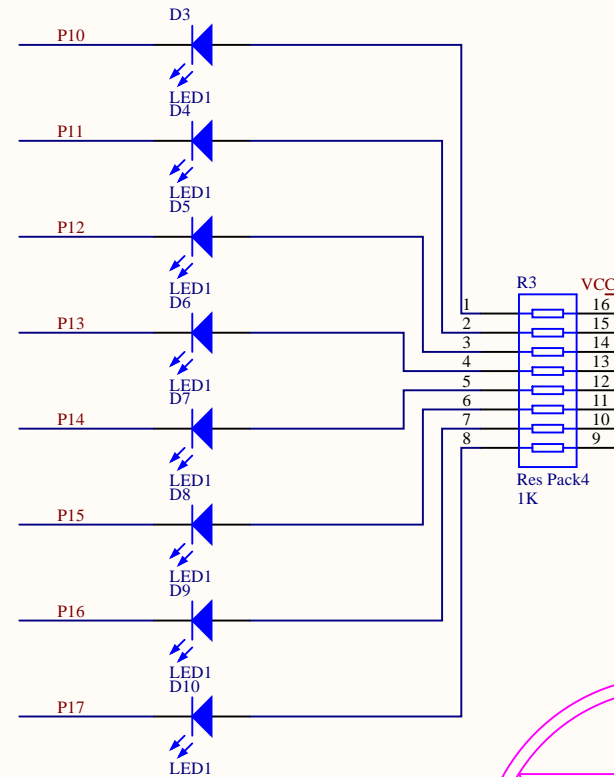 D3
P10
LED1
D4
P11
LED1
D5
P12
LED1
D6
P13
LED1
D7
P14
LED1
D8
P15
LED1
D9
P16
LED1
D10
P17
LED1
R3 VCC
1 16
2 15
3 14
4 13
5 12
6 11
7 10
8 9
Res Pack4
1K